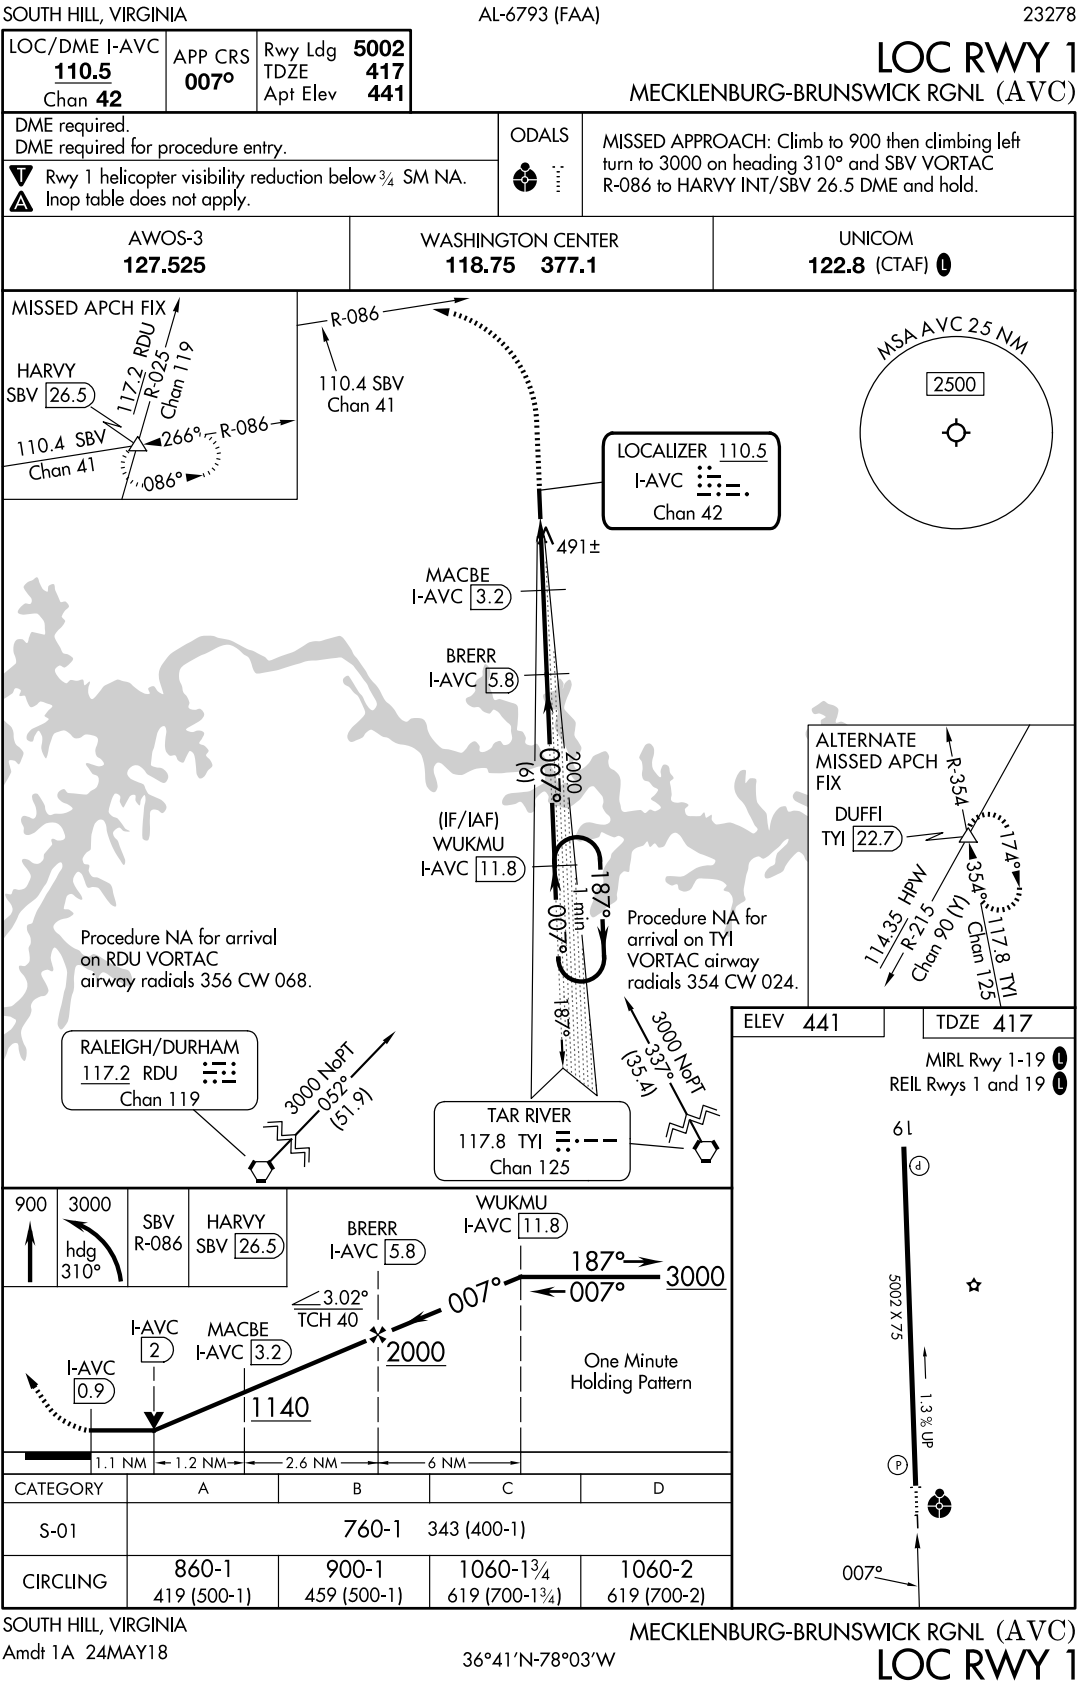 SOUTH HILL, VIRGINIA
AL-6793 (FAA)
23278
LOC/DME I-AVC
110.5
Chan 42
APP CRS
007°
Rwy Ldg 5002
TDZE 417
Apt Elev 441
LOC RWY 1
MECKLENBURG-BRUNSWICK RGNL (AVC)
DME required.
DME required for procedure entry.
T Rwy 1 helicopter visibility reduction below ¾ SM NA.
A Inop table does not apply.
ODALS
MISSED APPROACH: Climb to 900 then climbing left
turn to 3000 on heading 310° and SBV VORTAC
R-086 to HARVY INT/SBV 26.5 DME and hold.
AWOS-3
127.525
WASHINGTON CENTER
118.75 377.1
UNICOM
122.8 (CTAF) L
MISSED APCH FIX
HARVY
SBV 26.5
117.2 RDU
R-025
Chan 119
110.4 SBV
Chan 41
266°
R-086
086°
R-086
110.4 SBV
Chan 41
MSA AVC 25 NM
2500
LOCALIZER 110.5
I-AVC
Chan 42
491±
MACBE
I-AVC 3.2
BRERR
I-AVC 5.8
2000
007°
(6)
(IF/IAF)
WUKMU
I-AVC 11.8
187°
1 min
007°
187°
Procedure NA for arrival
on RDU VORTAC
airway radials 356 CW 068.
Procedure NA for
arrival on TYI
VORTAC airway
radials 354 CW 024.
RALEIGH/DURHAM
117.2 RDU
Chan 119
3000 NoPT
052°
(51.9)
TAR RIVER
117.8 TYI
Chan 125
3000 NoPT
337°
(35.4)
ALTERNATE
MISSED APCH
FIX
DUFFI
TYI 22.7
R-354
174°
354°
114.35 HPW
R-215
Chan 90 (Y)
117.8 TYI
Chan 125
ELEV 441
TDZE 417
MIRL Rwy 1-19 L
REIL Rwys 1 and 19 L
19
P
5002 X 75
1.3% UP
P
007°
900
3000
hdg
310°
SBV
R-086
HARVY
SBV 26.5
BRERR
I-AVC 5.8
WUKMU
I-AVC 11.8
187°
007°
3000
007°
3.02°
TCH 40
2000
I-AVC
2
MACBE
I-AVC 3.2
I-AVC
0.9
1140
One Minute
Holding Pattern
1.1 NM 1.2 NM 2.6 NM 6 NM
CATEGORY A B C D
S-01 760-1 343 (400-1)
CIRCLING
860-1
419 (500-1)
900-1
459 (500-1)
1060-1¾
619 (700-1¾)
1060-2
619 (700-2)
SOUTH HILL, VIRGINIA
Amdt 1A 24MAY18
36°41'N-78°03'W
MECKLENBURG-BRUNSWICK RGNL (AVC)
LOC RWY 1